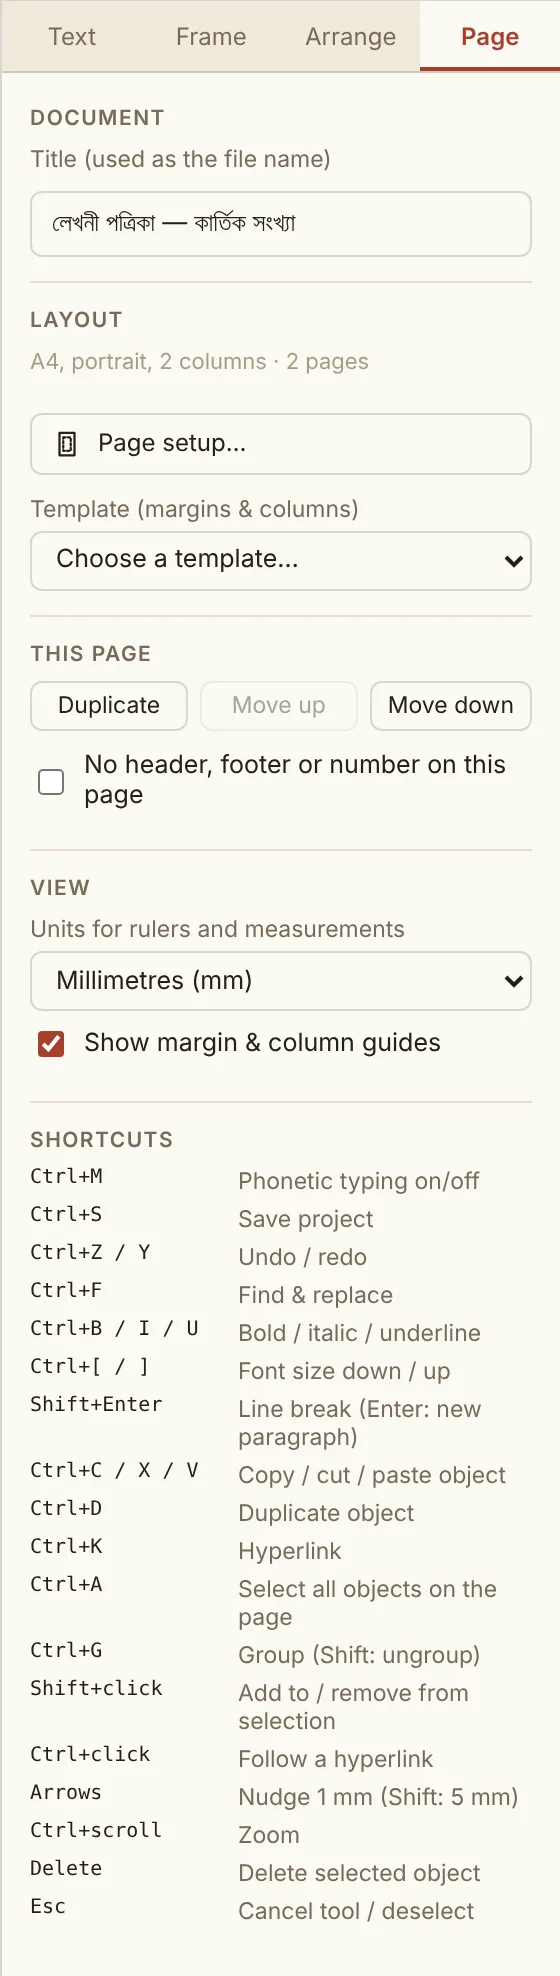 Text Frame Arrange Page
DOCUMENT
Title (used as the file name)
লেখনী পত্রিকা — কার্তিক সংখ্যা
LAYOUT
A4, portrait, 2 columns · 2 pages
Page setup...
Template (margins & columns)
Choose a template...
THIS PAGE
Duplicate Move up Move down
No header, footer or number on this
page
VIEW
Units for rulers and measurements
Millimetres (mm)
Show margin & column guides
SHORTCUTS
Ctrl+M Phonetic typing on/off
Ctrl+S Save project
Ctrl+Z / Y Undo / redo
Ctrl+F Find & replace
Ctrl+B / I / U Bold / italic / underline
Ctrl+[ / ] Font size down / up
Shift+Enter Line break (Enter: new
paragraph)
Ctrl+C / X / V Copy / cut / paste object
Ctrl+D Duplicate object
Ctrl+K Hyperlink
Ctrl+A Select all objects on the
page
Ctrl+G Group (Shift: ungroup)
Shift+click Add to / remove from
selection
Ctrl+click Follow a hyperlink
Arrows Nudge 1 mm (Shift: 5 mm)
Ctrl+scroll Zoom
Delete Delete selected object
Esc Cancel tool / deselect